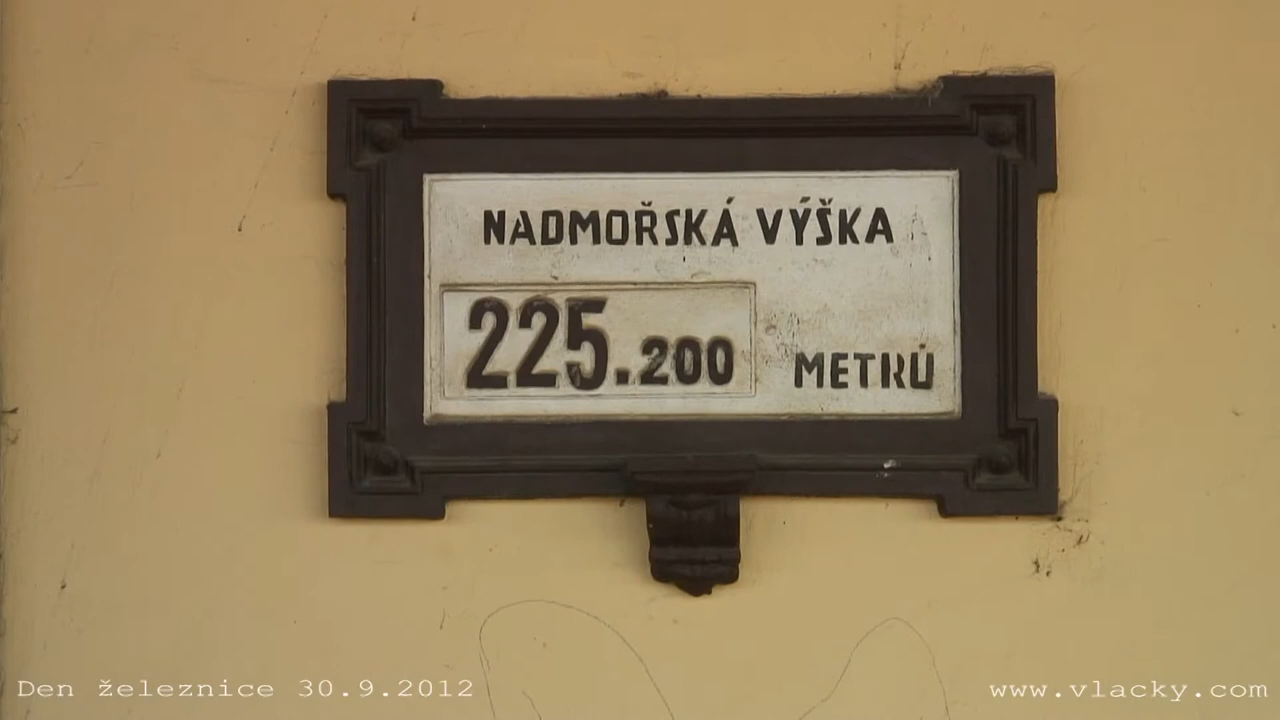 NADMOŘSKÁ VÝŠKA
225.200 METRŮ
Den železnice 30.9.2012
www.vlacky.com